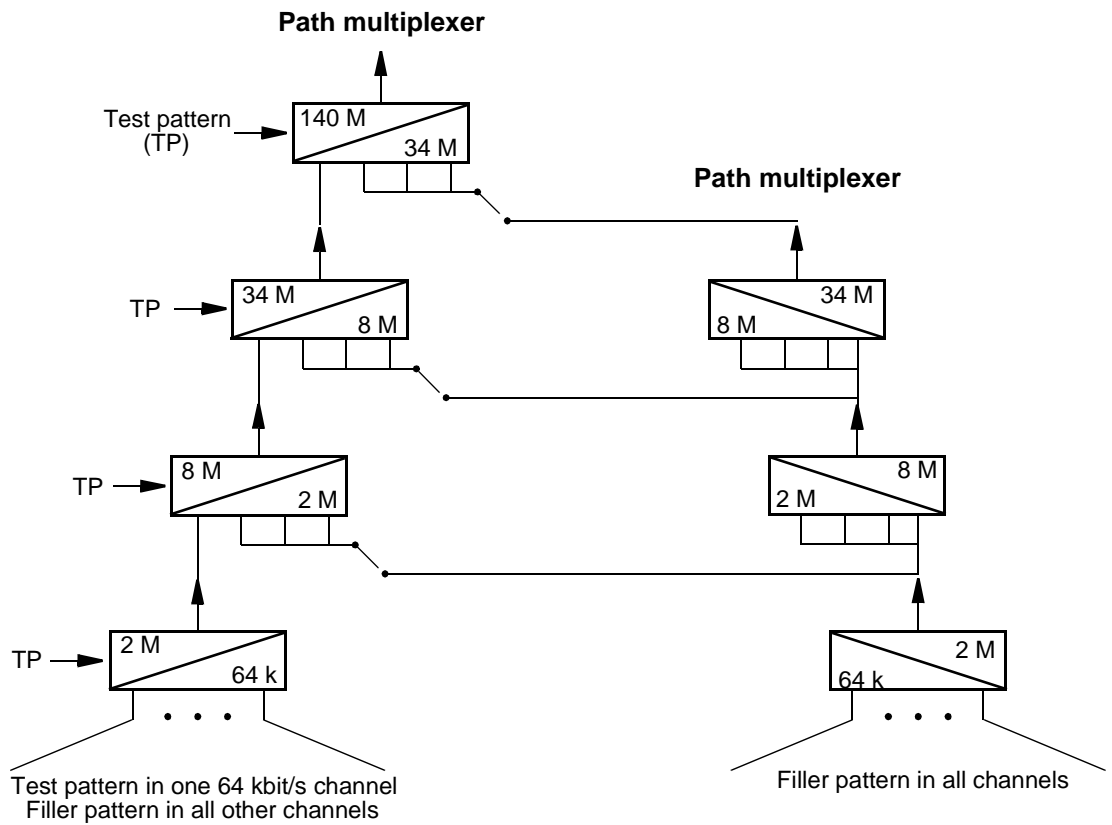 Path multiplexer
Test pattern
(TP)
140 M
34 M
Path multiplexer
TP
34 M
8 M
34 M
8 M
TP
8 M
2 M
8 M
2 M
TP
2 M
64 k
2 M
64 k
Test pattern in one 64 kbit/s channel
Filler pattern in all other channels
Filler pattern in all channels